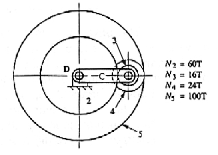 3
D
C
2
4
5
N2 = 60T
N3 = 16T
N4 = 24T
N5 = 100T